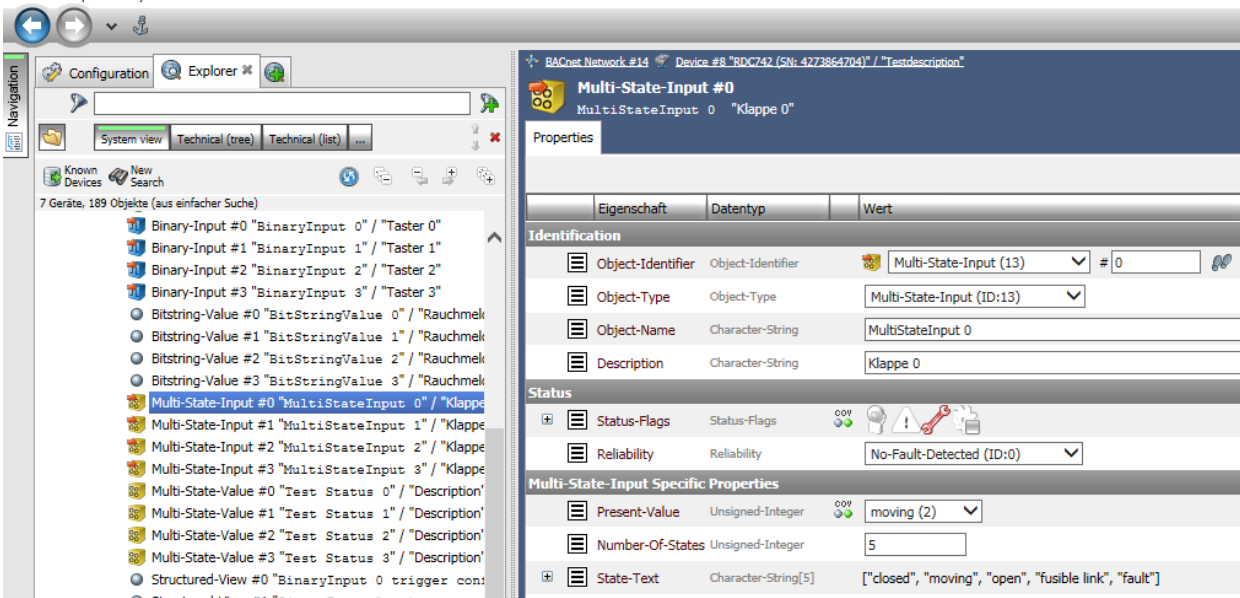 Navigation
Configuration
Explorer
System view
Technical (tree)
Technical (list)
...
Known Devices
New Search
7 Geräte, 189 Objekte (aus einfacher Suche)
Binary-Input #0 "BinaryInput 0" / "Taster 0"
Binary-Input #1 "BinaryInput 1" / "Taster 1"
Binary-Input #2 "BinaryInput 2" / "Taster 2"
Binary-Input #3 "BinaryInput 3" / "Taster 3"
Bitstring-Value #0 "BitStringValue 0" / "Rauchmeld
Bitstring-Value #1 "BitStringValue 1" / "Rauchmeld
Bitstring-Value #2 "BitStringValue 2" / "Rauchmeld
Bitstring-Value #3 "BitStringValue 3" / "Rauchmeld
Multi-State-Input #0 "MultiStateInput 0" / "Klappe
Multi-State-Input #1 "MultiStateInput 1" / "Klappe
Multi-State-Input #2 "MultiStateInput 2" / "Klappe
Multi-State-Input #3 "MultiStateInput 3" / "Klappe
Multi-State-Value #0 "Test Status 0" / "Description"
Multi-State-Value #1 "Test Status 1" / "Description"
Multi-State-Value #2 "Test Status 2" / "Description"
Multi-State-Value #3 "Test Status 3" / "Description"
Structured-View #0 "BinaryInput 0 trigger con
BACnet Network #14 Device #8 "RDC742 (SN: 4273864704)" / "Testdescription"
Multi-State-Input #0
MultiStateInput 0 "Klappe 0"
Properties
Eigenschaft Datentyp Wert
Identification
Object-Identifier Object-Identifier Multi-State-Input (13) # 0
Object-Type Object-Type Multi-State-Input (ID:13)
Object-Name Character-String MultiStateInput 0
Description Character-String Klappe 0
Status
Status-Flags Status-Flags COV
Reliability Reliability No-Fault-Detected (ID:0)
Multi-State-Input Specific Properties
Present-Value Unsigned-Integer COV moving (2)
Number-Of-States Unsigned-Integer 5
State-Text Character-String[5] ["closed", "moving", "open", "fusible link", "fault"]